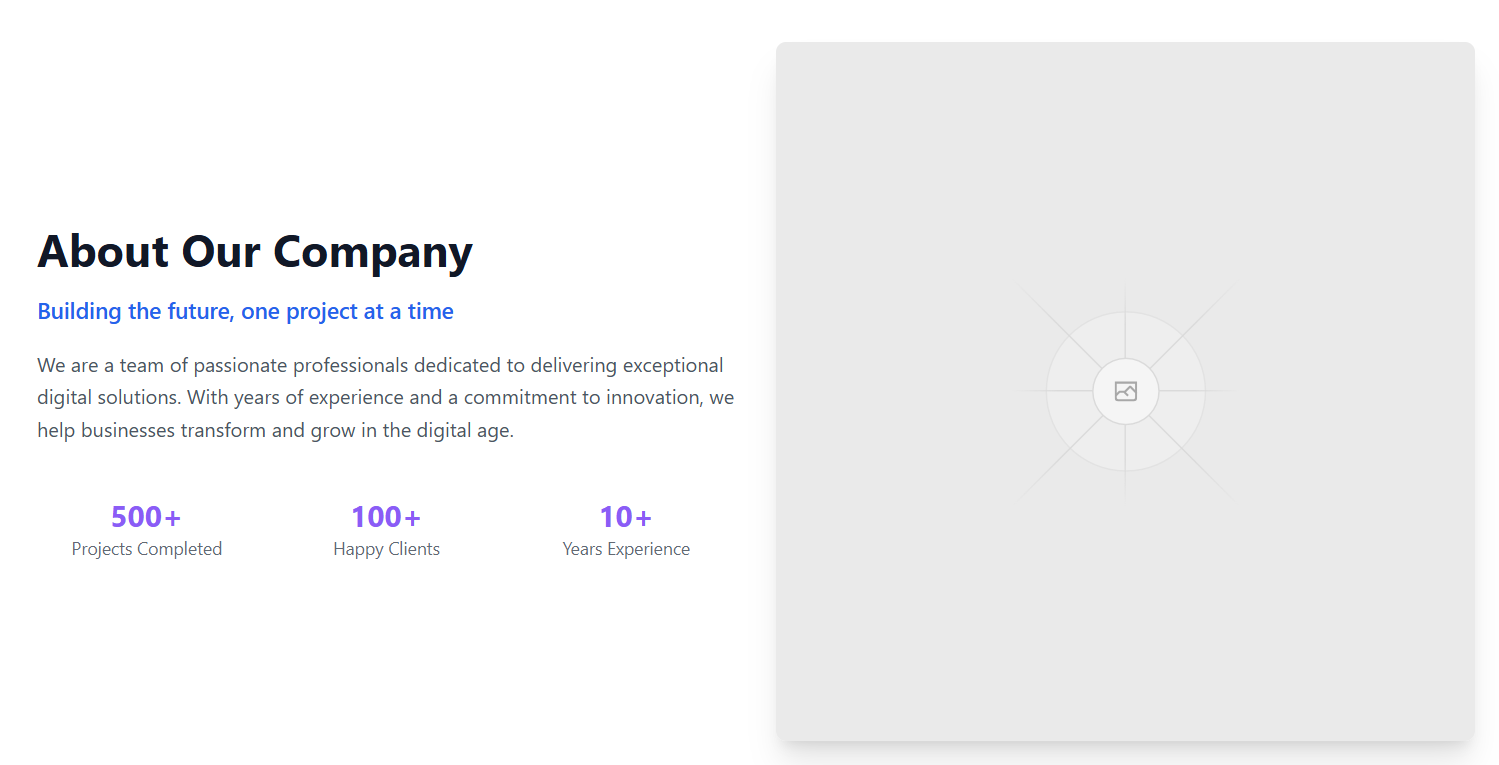 About Our Company
Building the future, one project at a time
We are a team of passionate professionals dedicated to delivering exceptional
digital solutions. With years of experience and a commitment to innovation, we
help businesses transform and grow in the digital age.
500+
Projects Completed
100+
Happy Clients
10+
Years Experience